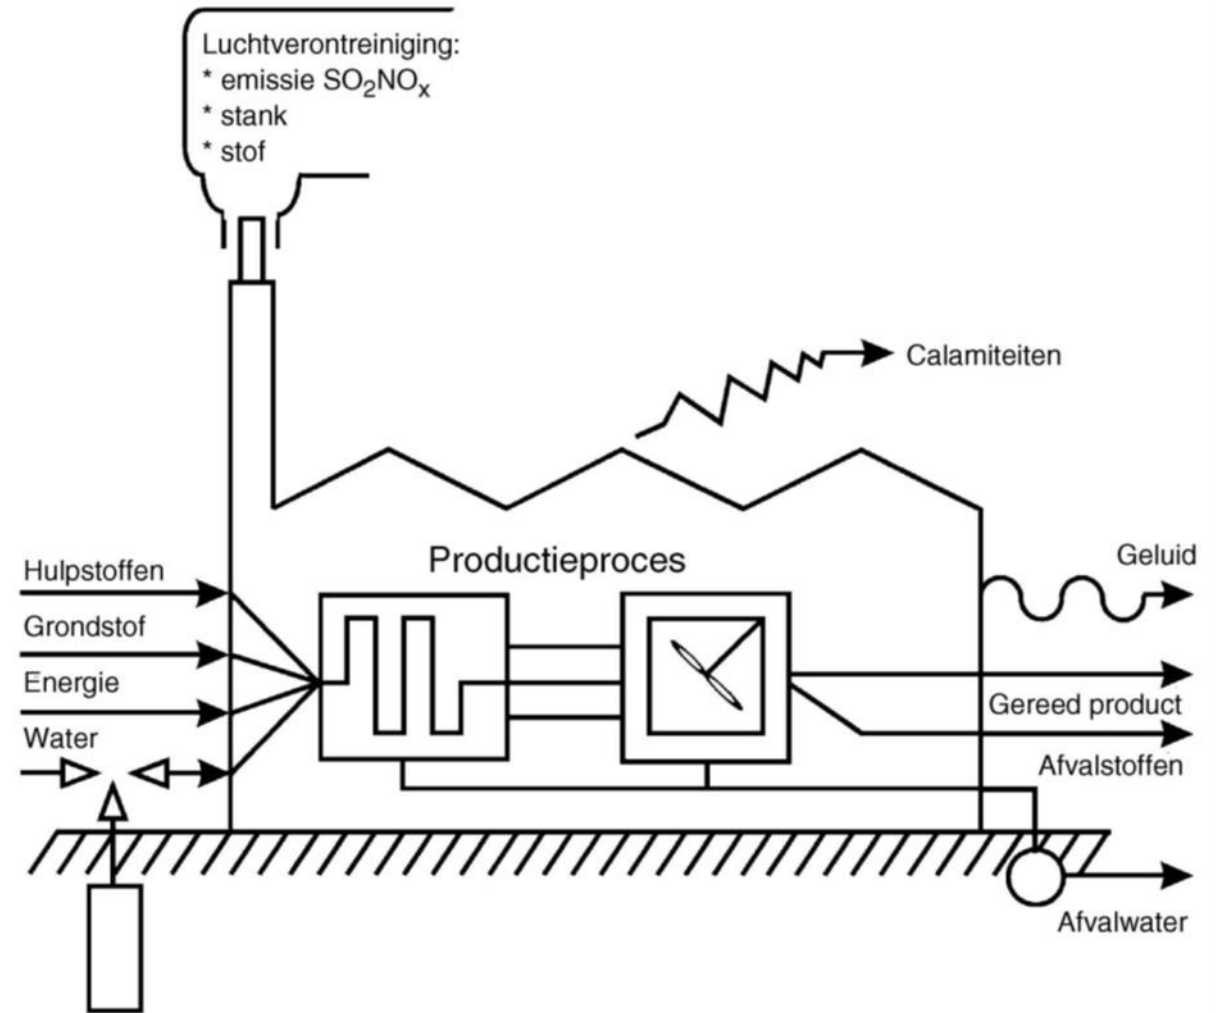 Luchtverontreiniging:
* emissie SO₂NOₓ
* stank
* stof
Calamiteiten
Productieproces
Geluid
Hulpstoffen
Grondstof
Energie
Water
Gereed product
Afvalstoffen
Afvalwater